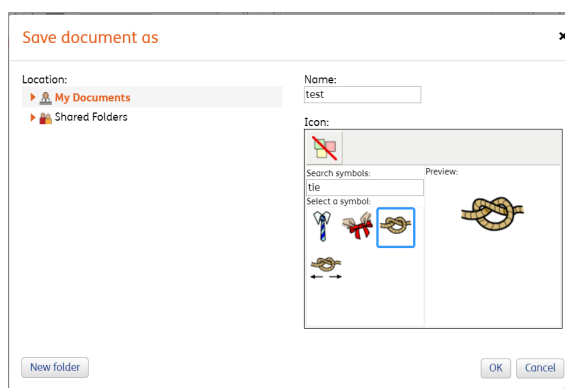 Save document as
Location:
My Documents
Shared Folders
Name:
test
Icon:
Search symbols:
tie
Select a symbol:
Preview:
New folder
OK
Cancel